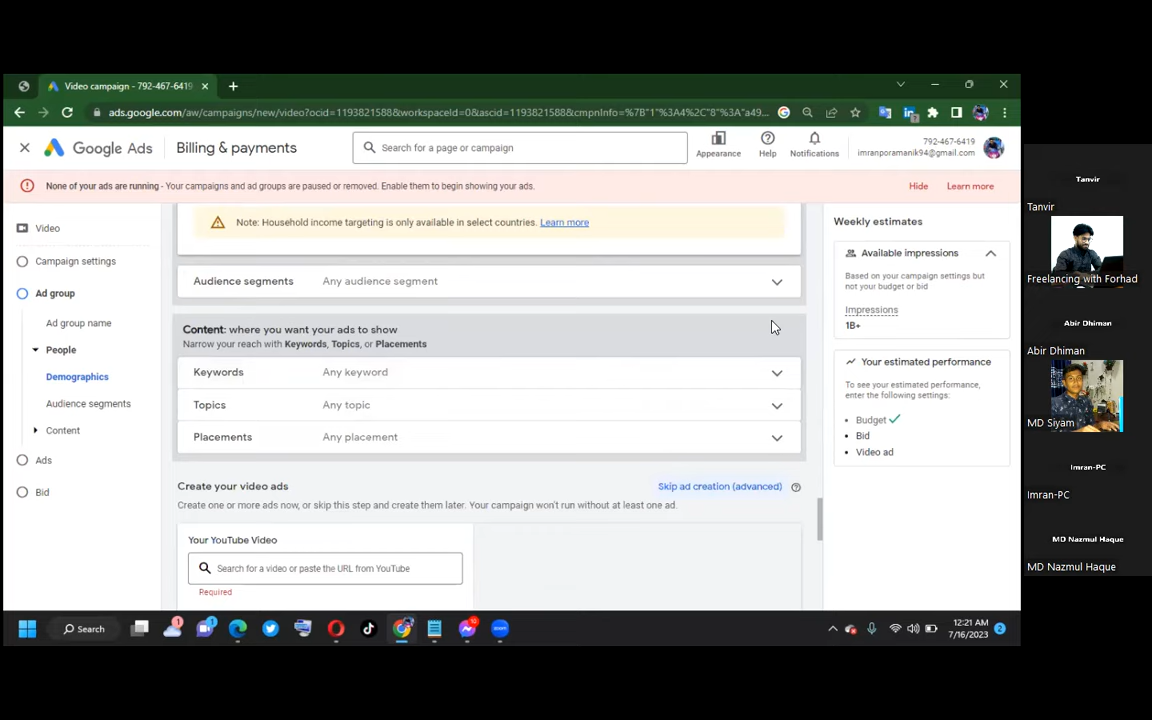 Video campaign - 792-467-6419
ads.google.com/aw/campaigns/new/video?ocid=1193821588&workspaceId=0&ascid=1193821588&cmpnInfo=%7B"1"%3A4%2C"8"%3A"a49...
Google Ads
Billing & payments
Search for a page or campaign
Appearance
Help
Notifications
792-467-6419
imranporamanik94@gmail.com
None of your ads are running - Your campaigns and ad groups are paused or removed. Enable them to begin showing your ads.
Hide
Learn more
Video
Campaign settings
Ad group
Ad group name
People
Demographics
Audience segments
Content
Ads
Bid
Note: Household income targeting is only available in select countries. Learn more
Audience segments Any audience segment
Content: where you want your ads to show
Narrow your reach with Keywords, Topics, or Placements
Keywords Any keyword
Topics Any topic
Placements Any placement
Create your video ads
Skip ad creation (advanced)
Create one or more ads now, or skip this step and create them later. Your campaign won't run without at least one ad.
Your YouTube Video
Search for a video or paste the URL from YouTube
Required
Weekly estimates
Available impressions
Based on your campaign settings but
not your budget or bid
Impressions
1B+
Your estimated performance
To see your estimated performance,
enter the following settings:
Budget
Bid
Video ad
Tanvir
Tanvir
Freelancing with Forhad
Abir Dhiman
Abir Dhiman
MD Siyam
Imran-PC
Imran-PC
MD Nazmul Haque
MD Nazmul Haque
Search
zoom
12:21 AM
7/16/2023
2